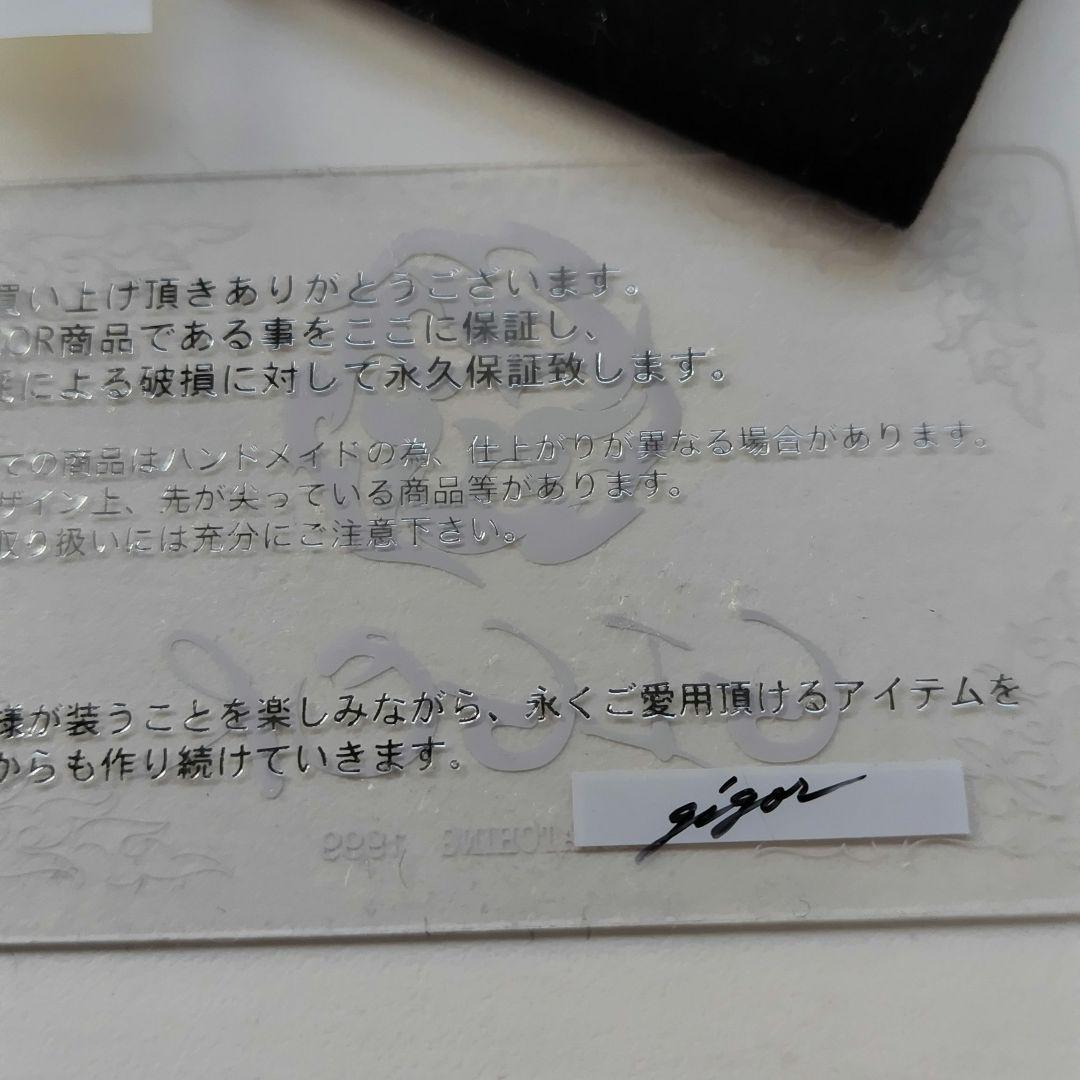 買い上げ頂きありがとうございます。
OR商品である事をここに保証し、
による破損に対して永久保証致します。
ての商品はハンドメイドの為、仕上がりが異なる場合があります。
ザイン上、先が尖っている商品等があります。
取り扱いには充分にご注意下さい。
様が装うことを楽しみながら、永くご愛用頂けるアイテムを
からも作り続けていきます。
gigor
1999